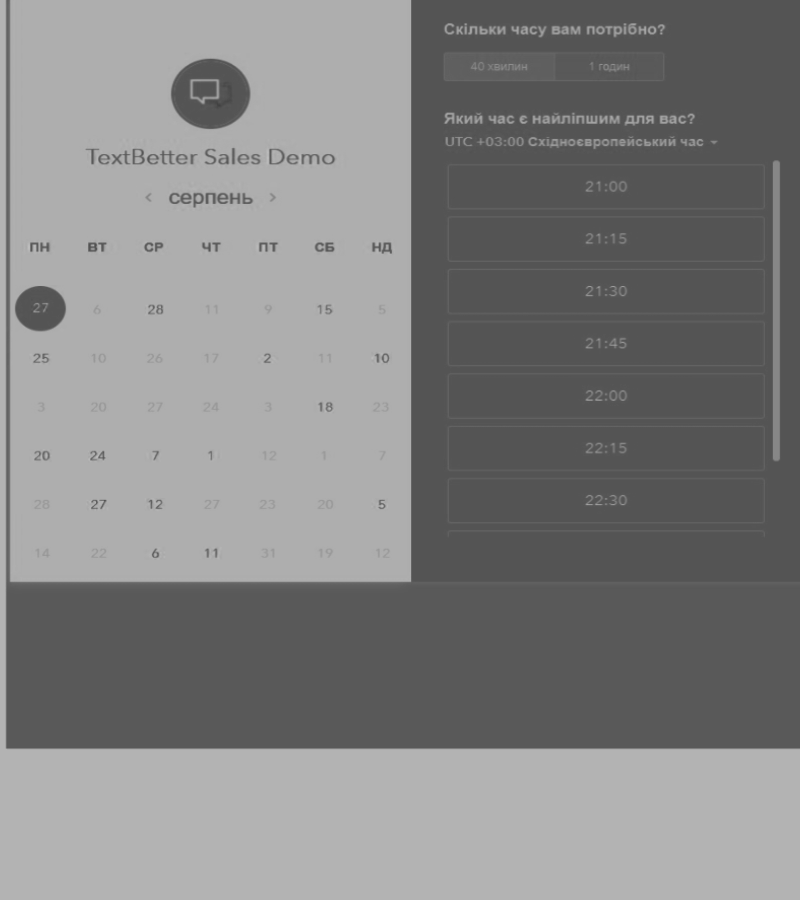 TextBetter Sales Demo
серпень
ПН ВТ СР ЧТ ПТ СБ НД
27 6 28 11 9 15 5
25 10 26 17 2 11 10
3 20 27 24 3 18 23
20 24 7 1 12 1 7
28 27 12 27 23 20 5
14 22 6 11 31 19 12
Скільки часу вам потрібно?
40 хвилин 1 годин
Який час є найліпшим для вас?
UTC +03:00 Східноєвропейський час
21:00
21:15
21:30
21:45
22:00
22:15
22:30